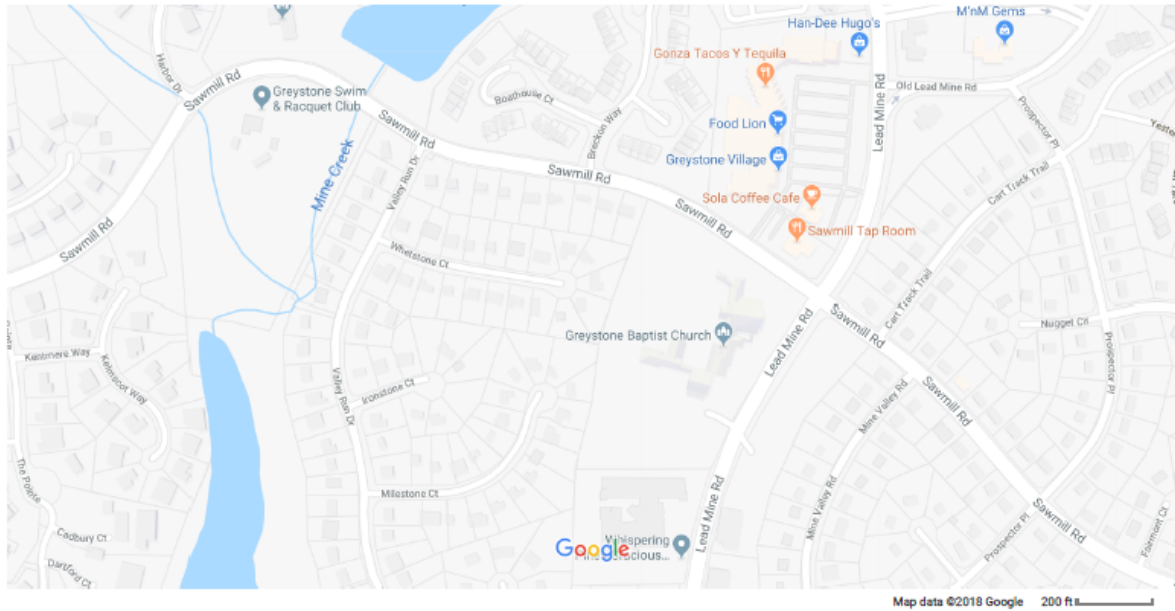 Han-Dee Hugo's
M'nM Gems
Gonza Tacos Y Tequila
Harbor Dr
Sawmill Rd
Greystone Swim
& Racquet Club
Boathouse Ct
Breckon Way
Lead Mine Rd
Old Lead Mine Rd
Prospector Pl
Food Lion
Greystone Village
Sawmill Rd
Mine Creek
Valley Run Dr
Sawmill Rd
Cart Track Trail
Sola Coffee Cafe
Sawmill Rd
Sawmill Tap Room
Sawmill Rd
Whetstone Ct
Greystone Baptist Church
Lead Mine Rd
Sawmill Rd
Cart Track Trail
Nugget Ct
Prospector Pl
Kentmere Way
Kelmscot Way
Valley Run Dr
Ironstone Ct
Mine Valley Rd
Sawmill Rd
The Pointe
Milestone Ct
Lead Mine Rd
Mine Valley Rd
Sawmill Rd
Prospector Pl
Fairmont Ct
Cadbury Ct
Dartford Ct
Google
Whispering
Map data ©2018 Google 200 ft